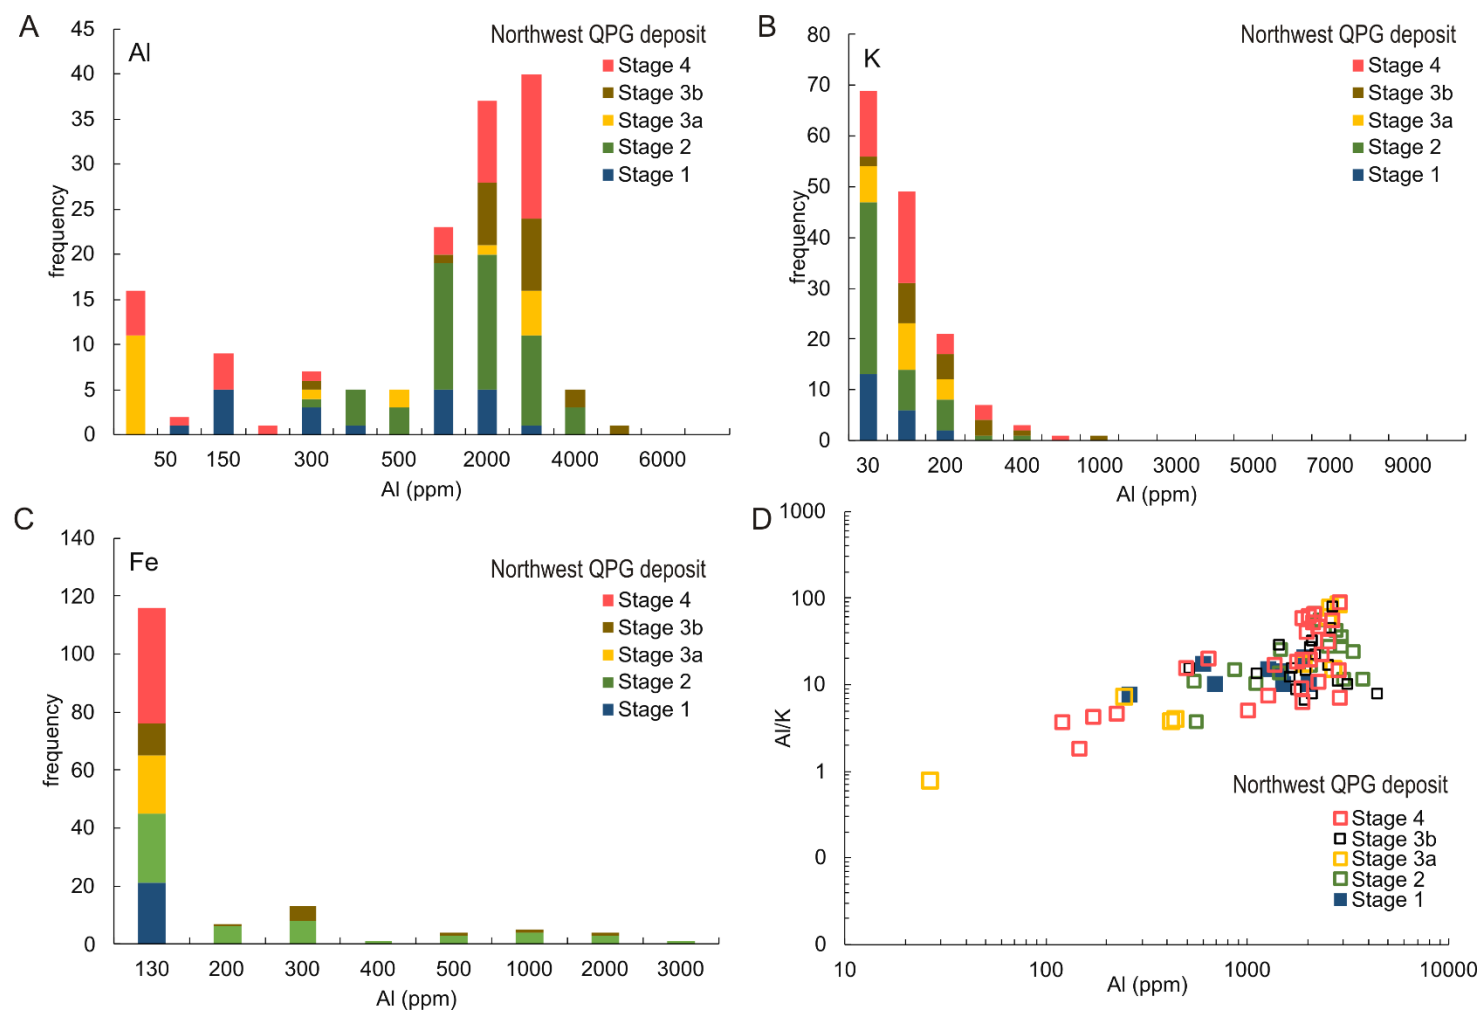 A
Al
Northwest QPG deposit
Stage 4
Stage 3b
Stage 3a
Stage 2
Stage 1
frequency
45
40
35
30
25
20
15
10
5
0
50 150 300 500 2000 4000 6000
Al (ppm)
B
K
Northwest QPG deposit
Stage 4
Stage 3b
Stage 3a
Stage 2
Stage 1
frequency
80
70
60
50
40
30
20
10
0
30 200 400 1000 3000 5000 7000 9000
Al (ppm)
C
Fe
Northwest QPG deposit
Stage 4
Stage 3b
Stage 3a
Stage 2
Stage 1
frequency
140
120
100
80
60
40
20
0
130 200 300 400 500 1000 2000 3000
Al (ppm)
D
Al/K
1000
100
10
1
0
0
Northwest QPG deposit
Stage 4
Stage 3b
Stage 3a
Stage 2
Stage 1
10 100 1000 10000
Al (ppm)